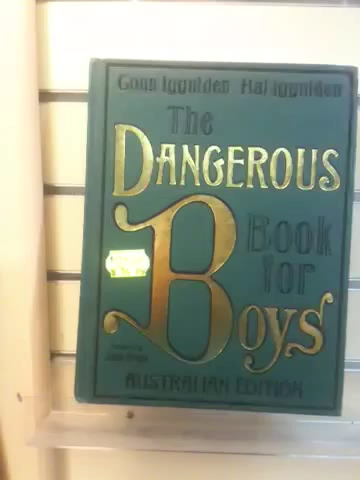 Conn Iggulden Hal Iggulden
The
DANGEROUS
Book
for
Boys
AUSTRALIAN EDITION